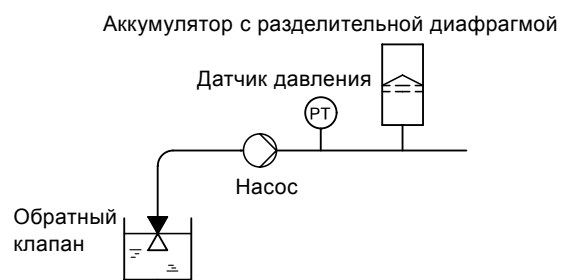 Аккумулятор с разделительной диафрагмой
Датчик давления
PT
Насос
Обратный
клапан